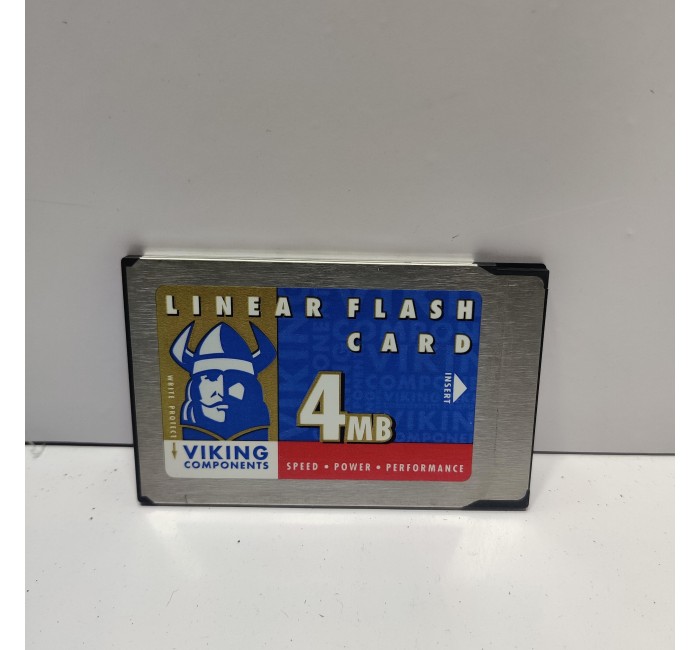 LINEAR FLASH
CARD
INSERT
WRITE PROTECT
4MB
VIKING
COMPONENTS
SPEED • POWER • PERFORMANCE